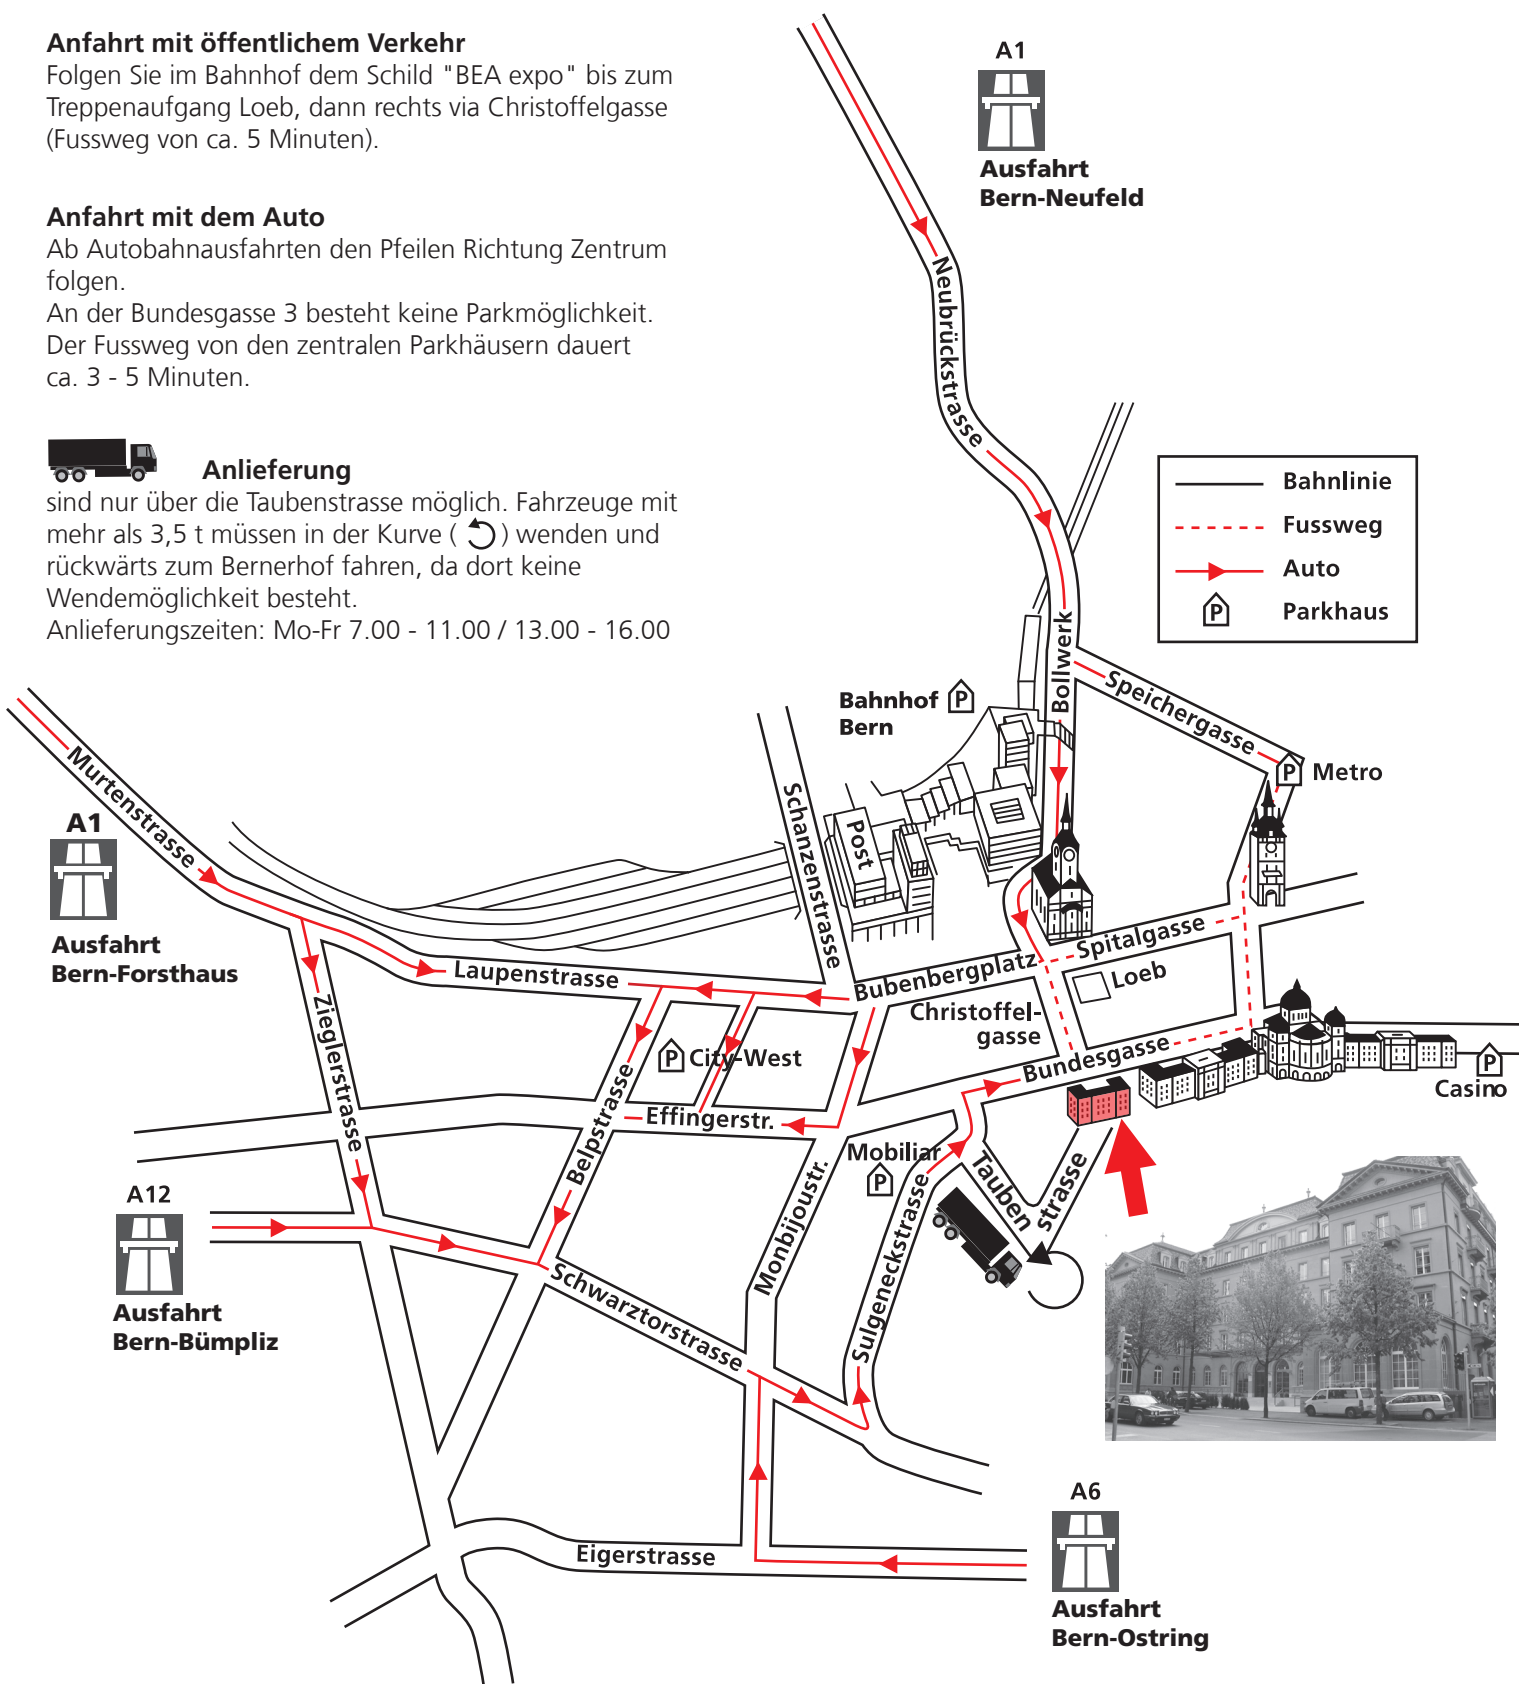 Anfahrt mit öffentlichem Verkehr
Folgen Sie im Bahnhof dem Schild "BEA expo" bis zum
Treppenaufgang Loeb, dann rechts via Christoffelgasse
(Fussweg von ca. 5 Minuten).
Anfahrt mit dem Auto
Ab Autobahnausfahrten den Pfeilen Richtung Zentrum
folgen.
An der Bundesgasse 3 besteht keine Parkmöglichkeit.
Der Fussweg von den zentralen Parkhäusern dauert
ca. 3 - 5 Minuten.
Anlieferung
sind nur über die Taubenstrasse möglich. Fahrzeuge mit
mehr als 3,5 t müssen in der Kurve ( ) wenden und
rückwärts zum Bernerhof fahren, da dort keine
Wendemöglichkeit besteht.
Anlieferungszeiten: Mo-Fr 7.00 - 11.00 / 13.00 - 16.00
A1
Ausfahrt
Bern-Neufeld
Neubrückstrasse
Bahnlinie
Fussweg
Auto
P Parkhaus
Bollwerk
Speichergasse
Bahnhof P
Bern
P Metro
Murtenstrasse
Schanzenstrasse
Post
A1
Ausfahrt
Bern-Forsthaus
Laupenstrasse
Bubenbergplatz
Spitalgasse
Loeb
Christoffel-
gasse
Zieglerstrasse
P City-West
Bundesgasse
P
Casino
Belpstrasse
Effingerstr.
Mobiliar
P
Tauben
strasse
Monbijoustr.
Sulgeneckstrasse
A12
Ausfahrt
Bern-Bümpliz
Schwarztorstrasse
Eigerstrasse
A6
Ausfahrt
Bern-Ostring